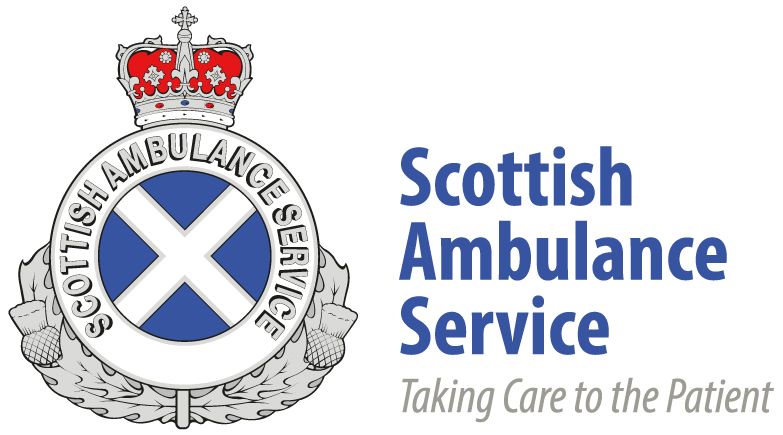 SCOTTISH AMBULANCE SERVICE
Scottish
Ambulance
Service
Taking Care to the Patient